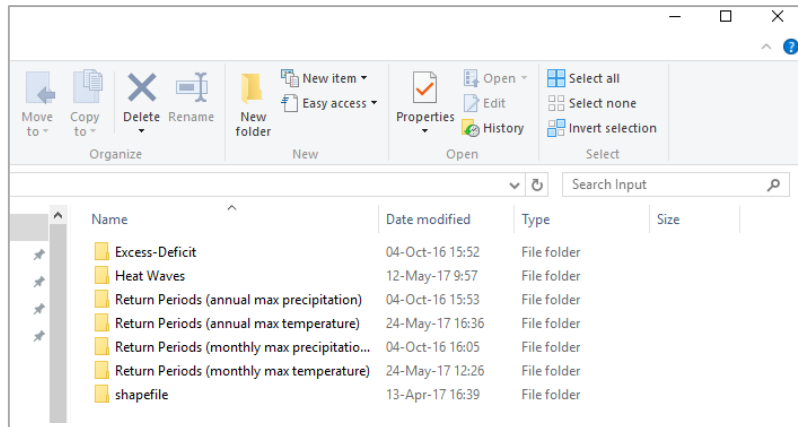 ?
Move to
Copy to
Delete
Rename
New folder
New item
Easy access
Properties
Open
Edit
History
Select all
Select none
Invert selection
Organize
New
Open
Select
Search Input
Name
Date modified
Type
Size
Excess-Deficit 04-Oct-16 15:52 File folder
Heat Waves 12-May-17 9:57 File folder
Return Periods (annual max precipitation) 04-Oct-16 15:53 File folder
Return Periods (annual max temperature) 24-May-17 16:36 File folder
Return Periods (monthly max precipitatio... 04-Oct-16 16:05 File folder
Return Periods (monthly max temperature) 24-May-17 12:26 File folder
shapefile 13-Apr-17 16:39 File folder